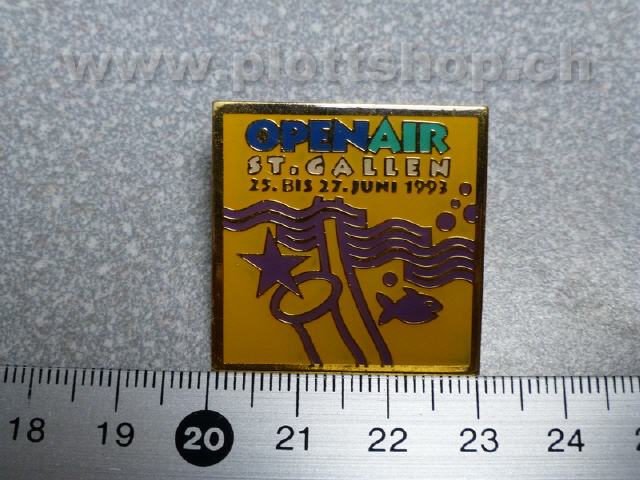 www.plottshop.ch
OPENAIR
ST. GALLEN
25. BIS 27. JUNI 1993
18 19 20 21 22 23 24